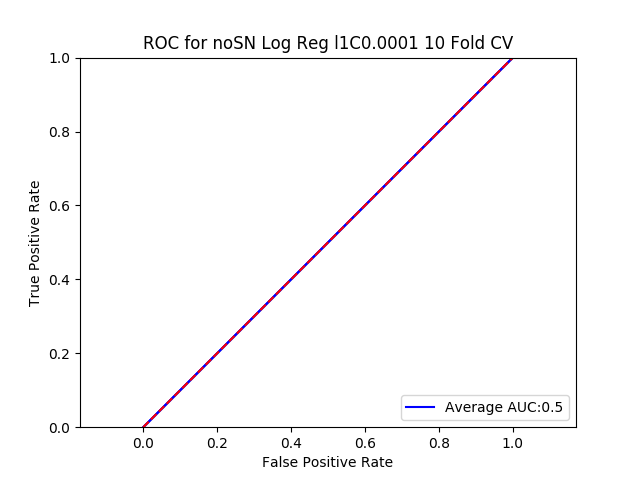 ROC for noSN Log Reg l1C0.0001 10 Fold CV
1.0
0.8
0.6
0.4
0.2
0.0
True Positive Rate
Average AUC:0.5
0.0 0.2 0.4 0.6 0.8 1.0
False Positive Rate